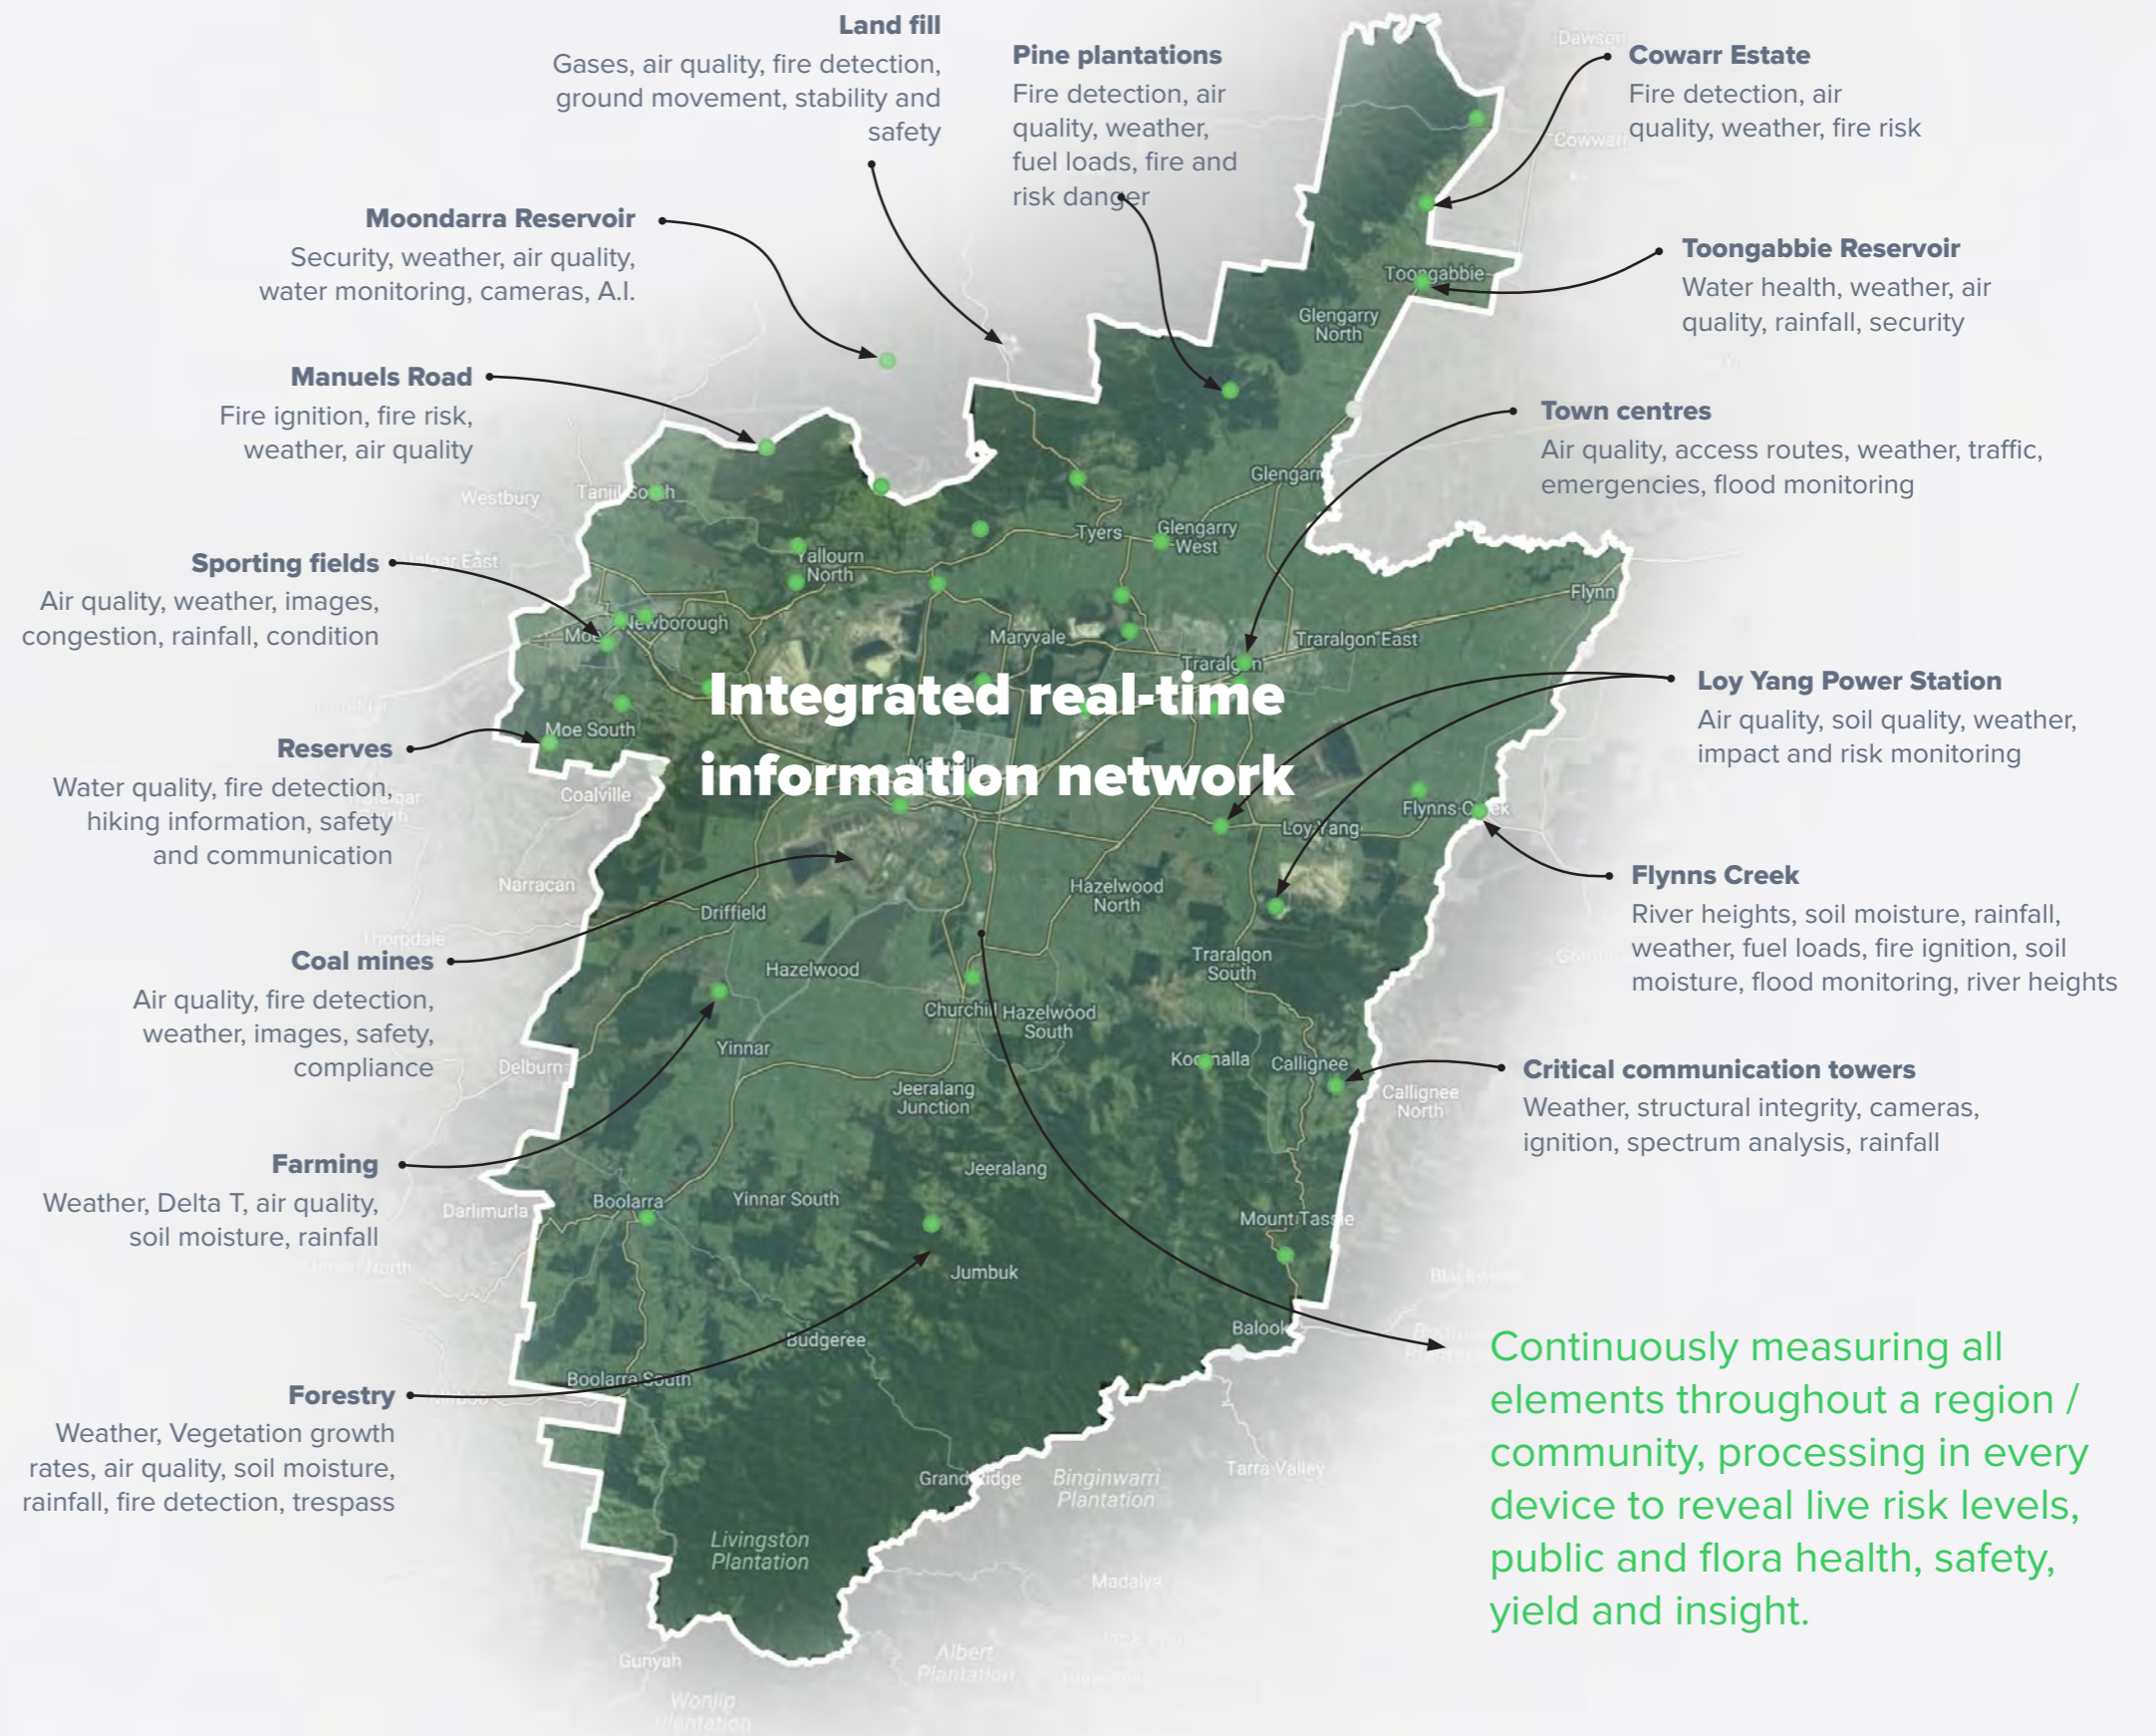 Land fill
Gases, air quality, fire detection,
ground movement, stability and
safety
Pine plantations
Fire detection, air
quality, weather,
fuel loads, fire and
risk danger
Cowarr Estate
Fire detection, air
quality, weather, fire risk
Moondarra Reservoir
Security, weather, air quality,
water monitoring, cameras, A.I.
Toongabbie Reservoir
Water health, weather, air
quality, rainfall, security
Manuels Road
Fire ignition, fire risk,
weather, air quality
Town centres
Air quality, access routes, weather, traffic,
emergencies, flood monitoring
Sporting fields
Air quality, weather, images,
congestion, rainfall, condition
Loy Yang Power Station
Air quality, soil quality, weather,
impact and risk monitoring
Reserves
Water quality, fire detection,
hiking information, safety
and communication
Flynns Creek
River heights, soil moisture, rainfall,
weather, fuel loads, fire ignition, soil
moisture, flood monitoring, river heights
Coal mines
Air quality, fire detection,
weather, images, safety,
compliance
Critical communication towers
Weather, structural integrity, cameras,
ignition, spectrum analysis, rainfall
Farming
Weather, Delta T, air quality,
soil moisture, rainfall
Forestry
Weather, Vegetation growth
rates, air quality, soil moisture,
rainfall, fire detection, trespass
Integrated real-time
information network
Continuously measuring all
elements throughout a region /
community, processing in every
device to reveal live risk levels,
public and flora health, safety,
yield and insight.
Dawson
Cowwarr
Toongabbie
Glengarry
North
Glengarry
Westbury
Tanjil South
Tyers
Glengarry
West
Yallourn
North
Flynn
Moe
Newborough
Maryvale
Traralgon East
Traralgon
Moe South
Coalville
Flynns Creek
Loy Yang
Narracan
Hazelwood
North
Driffield
Thorpdale
Traralgon
South
Hazelwood
Churchill
Hazelwood
South
Yinnar
Koornalla
Callignee
Delburn
Jeeralang
Junction
Callignee
North
Jeeralang
Boolarra
Yinnar South
Darlimurla
Mount Tassie
Jumbuk
Budgeree
Balook
Boolarra South
Grand Ridge
Binginwarri
Plantation
Tarra Valley
Livingston
Plantation
Madalya
Gunyah
Albert
Plantation
Wonlip
Plantation